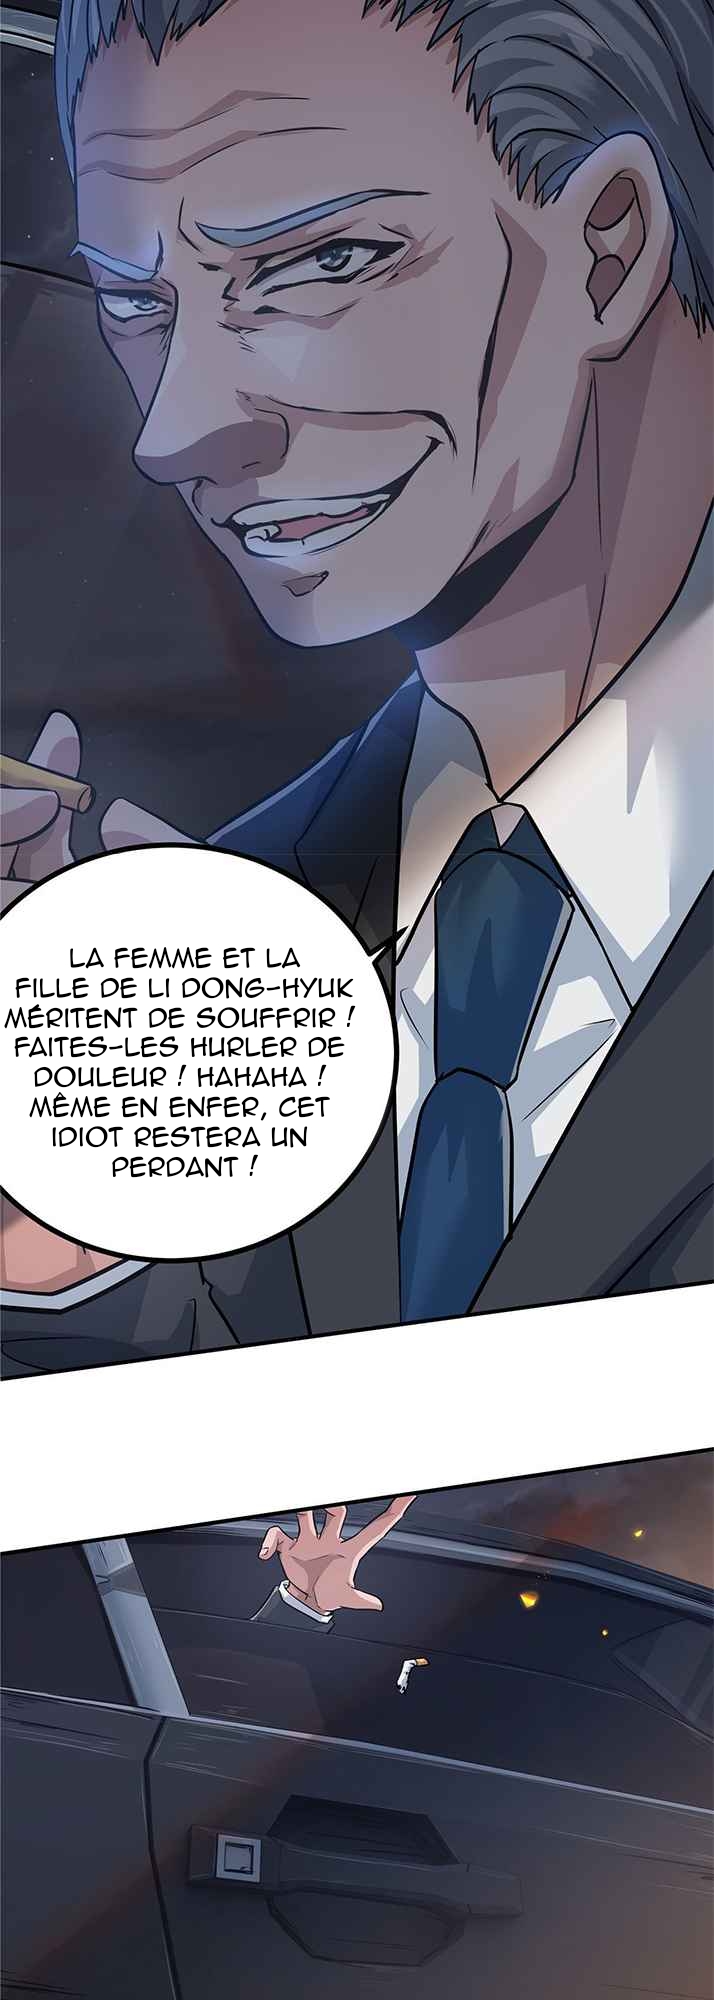 LA FEMME ET LA
FILLE DE LI DONG-HYUK
MÉRITENT DE SOUFFRIR !
FAITES-LES HURLER DE
DOULEUR ! HAHAHA !
MÊME EN ENFER, CET
IDIOT RESTERA UN
PERDANT !